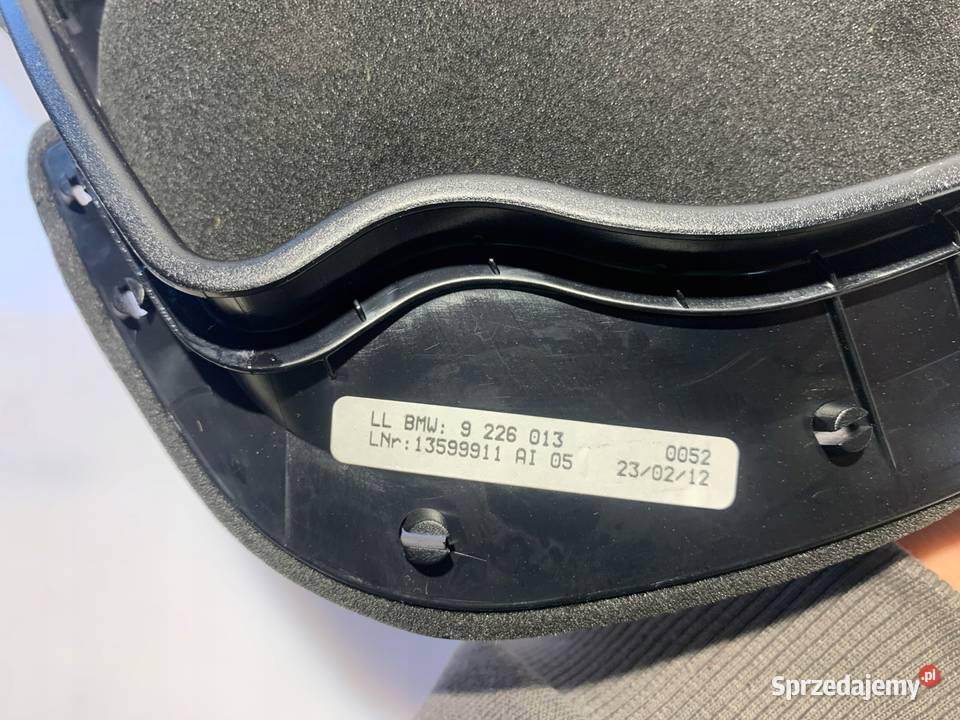 LL BMW: 9 226 013 0052
LNr:13599911 AI 05 23/02/12
Sprzedajemy.pl